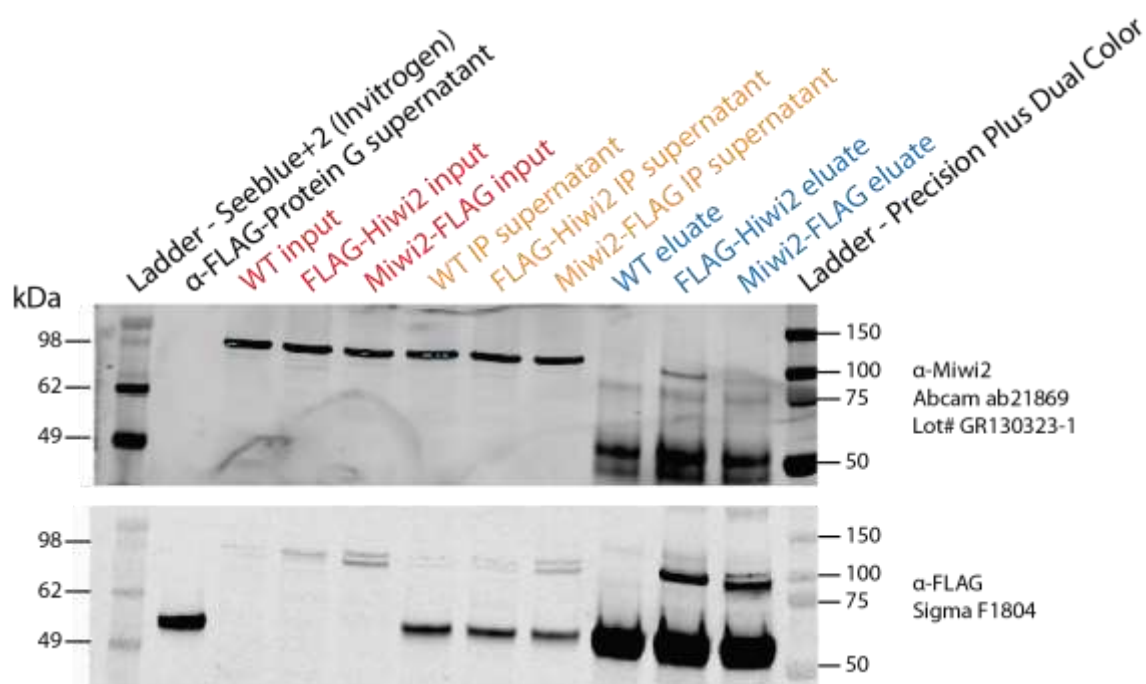 Ladder - Seeblue+2 (Invitrogen)
α-FLAG-Protein G supernatant
WT input
FLAG-Hiwi2 input
Miwi2-FLAG input
WT IP supernatant
FLAG-Hiwi2 IP supernatant
Miwi2-FLAG IP supernatant
WT eluate
FLAG-Hiwi2 eluate
Miwi2-FLAG eluate
Ladder - Precision Plus Dual Color
kDa
98
62
49
150
100
75
50
α-Miwi2
Abcam ab21869
Lot# GR130323-1
98
62
49
150
100
75
50
α-FLAG
Sigma F1804